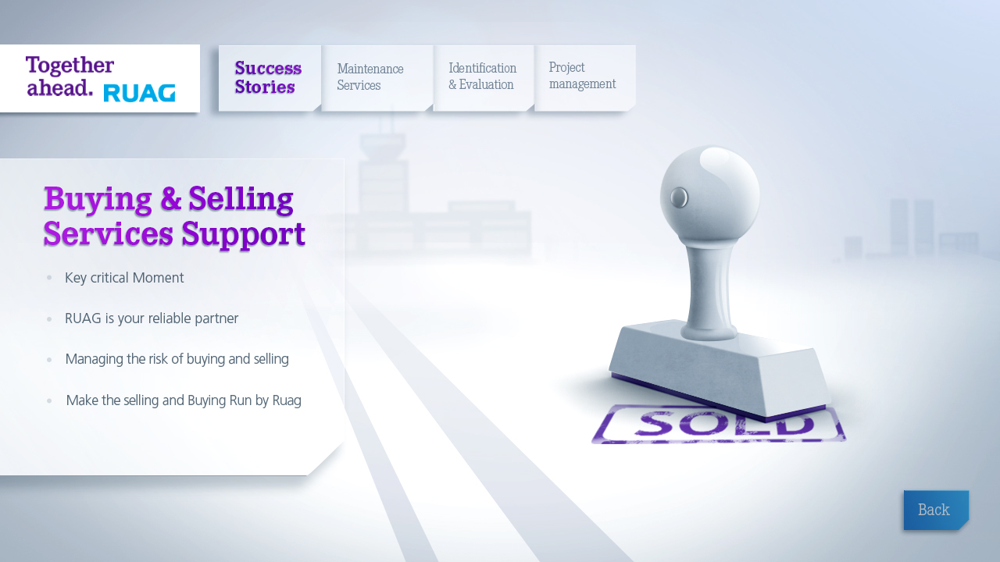 Together
ahead. RUAG
Success
Stories
Maintenance
Services
Identification
& Evaluation
Project
management
Buying & Selling
Services Support
Key critical Moment
RUAG is your reliable partner
Managing the risk of buying and selling
Make the selling and Buying Run by Ruag
SOLD
Back